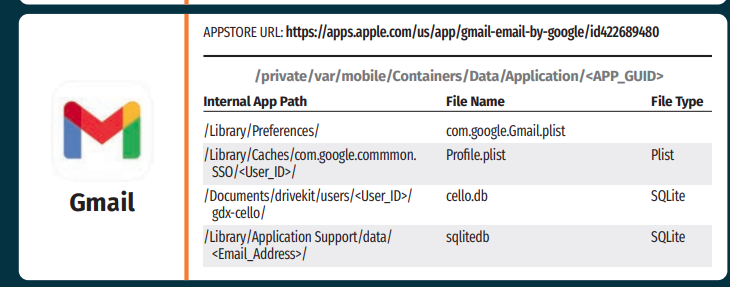 APPSTORE URL: https://apps.apple.com/us/app/gmail-email-by-google/id422689480
/private/var/mobile/Containers/Data/Application/<APP_GUID>
Internal App Path File Name File Type
/Library/Preferences/ com.google.Gmail.plist
/Library/Caches/com.google.commmon. Profile.plist Plist
SSO/<User_ID>/
/Documents/drivekit/users/<User_ID>/ cello.db SQLite
gdx-cello/
/Library/Application Support/data/ sqlitedb SQLite
<Email_Address>/
Gmail